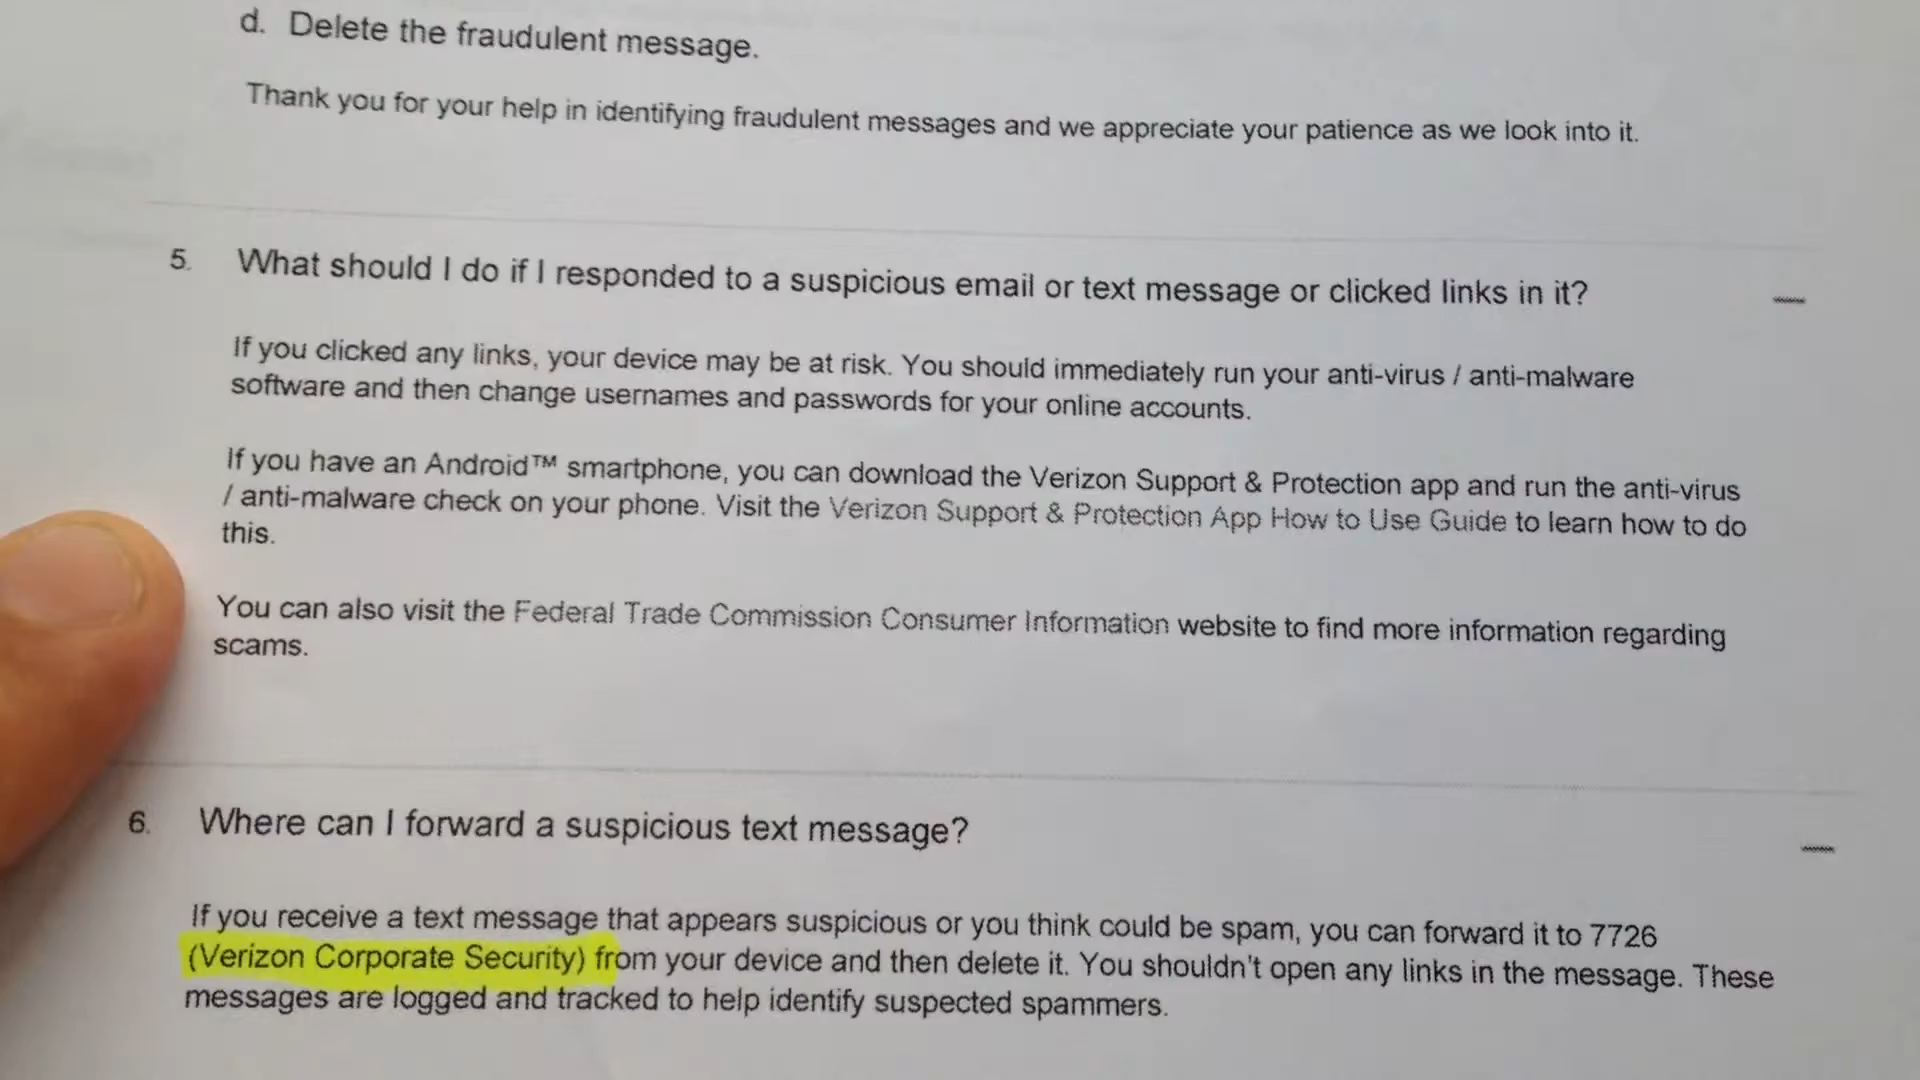 d. Delete the fraudulent message.
Thank you for your help in identifying fraudulent messages and we appreciate your patience as we look into it.
5. What should I do if I responded to a suspicious email or text message or clicked links in it?
If you clicked any links, your device may be at risk. You should immediately run your anti-virus / anti-malware
software and then change usernames and passwords for your online accounts.
If you have an Android™ smartphone, you can download the Verizon Support & Protection app and run the anti-virus
/ anti-malware check on your phone. Visit the Verizon Support & Protection App How to Use Guide to learn how to do
this.
You can also visit the Federal Trade Commission Consumer Information website to find more information regarding
scams.
6. Where can I forward a suspicious text message?
If you receive a text message that appears suspicious or you think could be spam, you can forward it to 7726
(Verizon Corporate Security) from your device and then delete it. You shouldn't open any links in the message. These
messages are logged and tracked to help identify suspected spammers.